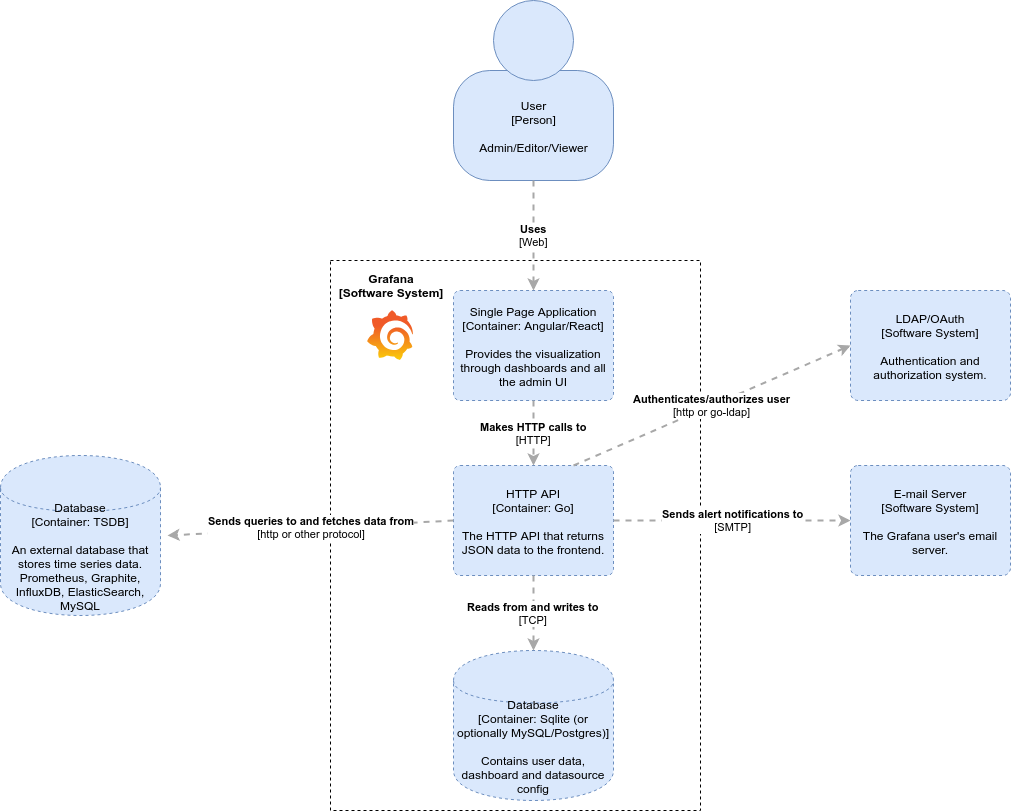 User
[Person]
Admin/Editor/Viewer
Uses
[Web]
Grafana
[Software System]
Single Page Application
[Container: Angular/React]
Provides the visualization
through dashboards and all
the admin UI
LDAP/OAuth
[Software System]
Authentication and
authorization system.
Authenticates/authorizes user
[http or go-ldap]
Makes HTTP calls to
[HTTP]
Database
[Container: TSDB]
An external database that
stores time series data.
Prometheus, Graphite,
InfluxDB, ElasticSearch,
MySQL
Sends queries to and fetches data from
[http or other protocol]
HTTP API
[Container: Go]
The HTTP API that returns
JSON data to the frontend.
Sends alert notifications to
[SMTP]
E-mail Server
[Software System]
The Grafana user's email
server.
Reads from and writes to
[TCP]
Database
[Container: Sqlite (or
optionally MySQL/Postgres)]
Contains user data,
dashboard and datasource
config